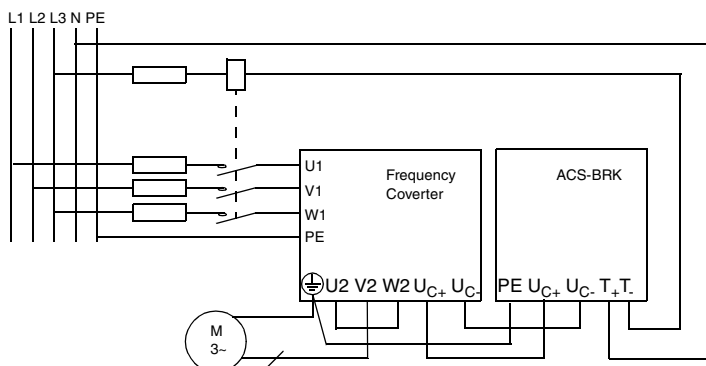 L1 L2 L3 N PE
U1
Frequency
Coverter
ACS-BRK
V1
W1
PE
U2 V2 W2 UC+ UC- PE UC+ UC- T+T-
M
3~